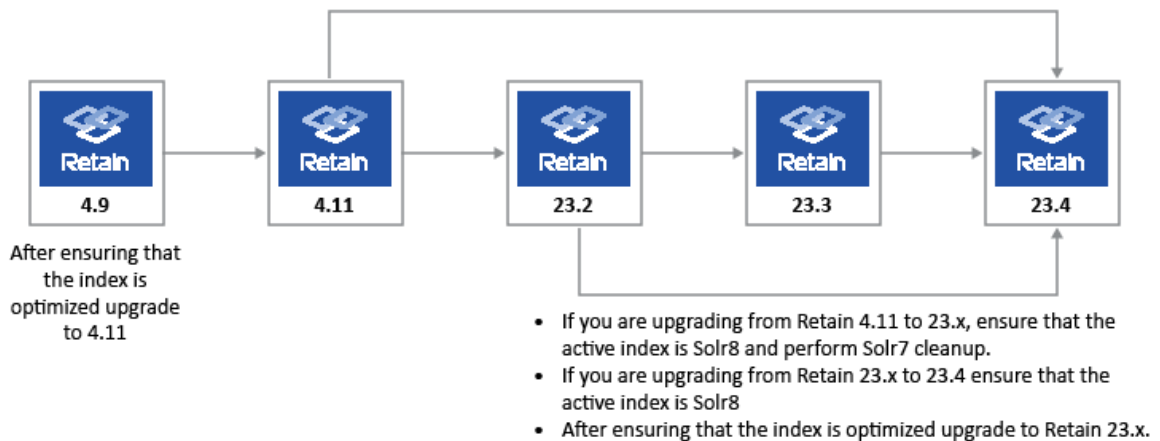 Retain
Retain
Retain
Retain
Retain
4.9
4.11
23.2
23.3
23.4
After ensuring that
the index is
optimized upgrade
to 4.11
• If you are upgrading from Retain 4.11 to 23.x, ensure that the
active index is Solr8 and perform Solr7 cleanup.
• If you are upgrading from Retain 23.x to 23.4 ensure that the
active index is Solr8
• After ensuring that the index is optimized upgrade to Retain 23.x.